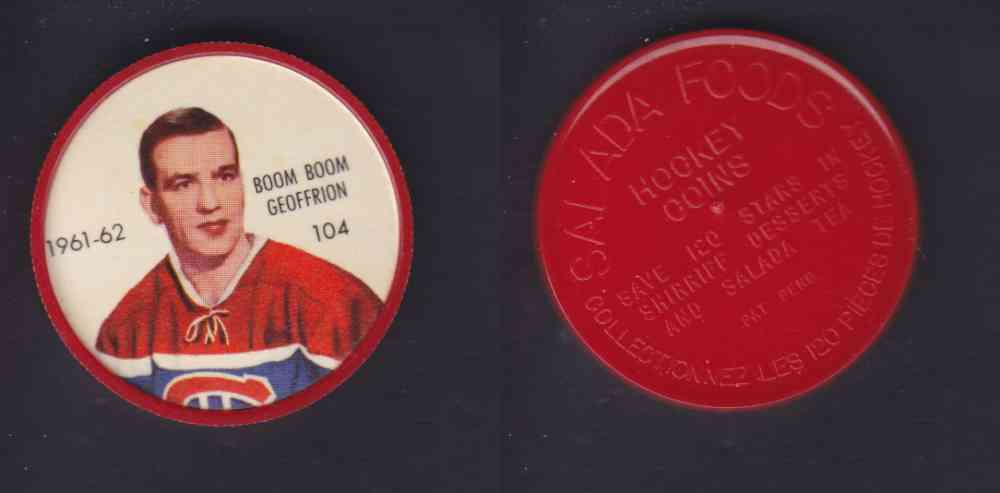 BOOM BOOM
GEOFFRION
1961-62
104
SALADA FOODS
HOCKEY
COINS
SAVE 120 STARS IN
SHIRRIFF DESSERTS
AND SALADA TEA
PAT PEND
COLLECTIONNEZ-LES 120 PIÈCES DE HOCKEY